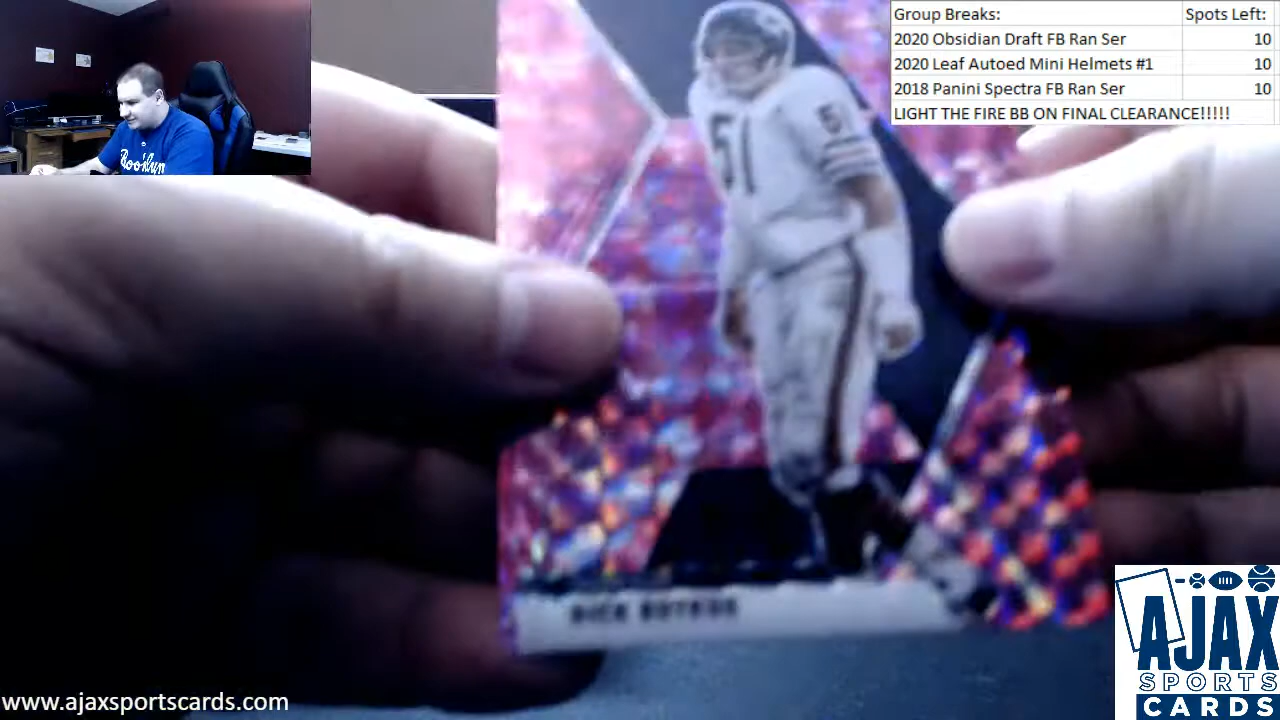 Group Breaks: Spots Left:
2020 Obsidian Draft FB Ran Ser 10
2020 Leaf Autoed Mini Helmets #1 10
2018 Panini Spectra FB Ran Ser 10
LIGHT THE FIRE BB ON FINAL CLEARANCE!!!!!
Brooklyn
51
51
DICK BUTKUS
AJAX
SPORTS
CARDS
www.ajaxsportscards.com